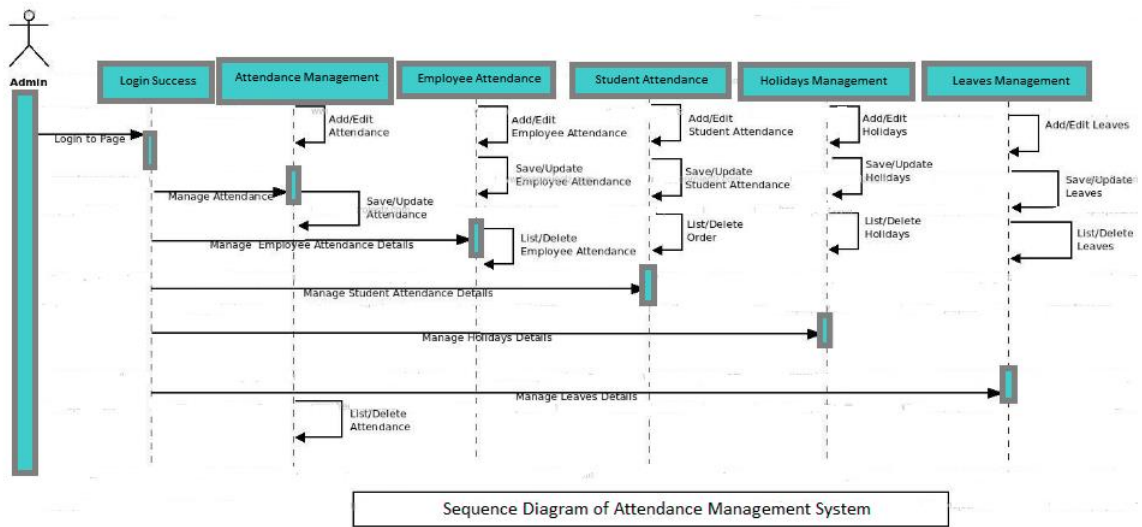 Admin
Login Success
Attendance Management
Employee Attendance
Student Attendance
Holidays Management
Leaves Management
Login to Page
Add/Edit
Attendance
Add/Edit
Employee Attendance
Add/Edit
Student Attendance
Add/Edit
Holidays
Add/Edit Leaves
Save/Update
Employee Attendance
Save/Update
Student Attendance
Save/Update
Holidays
Save/Update
Leaves
Manage Attendance
Save/Update
Attendance
List/Delete
Employee Attendance
List/Delete
Order
List/Delete
Holidays
List/Delete
Leaves
Manage Employee Attendance Details
Manage Student Attendance Details
Manage Holidays Details
Manage Leaves Details
List/Delete
Attendance
Sequence Diagram of Attendance Management System